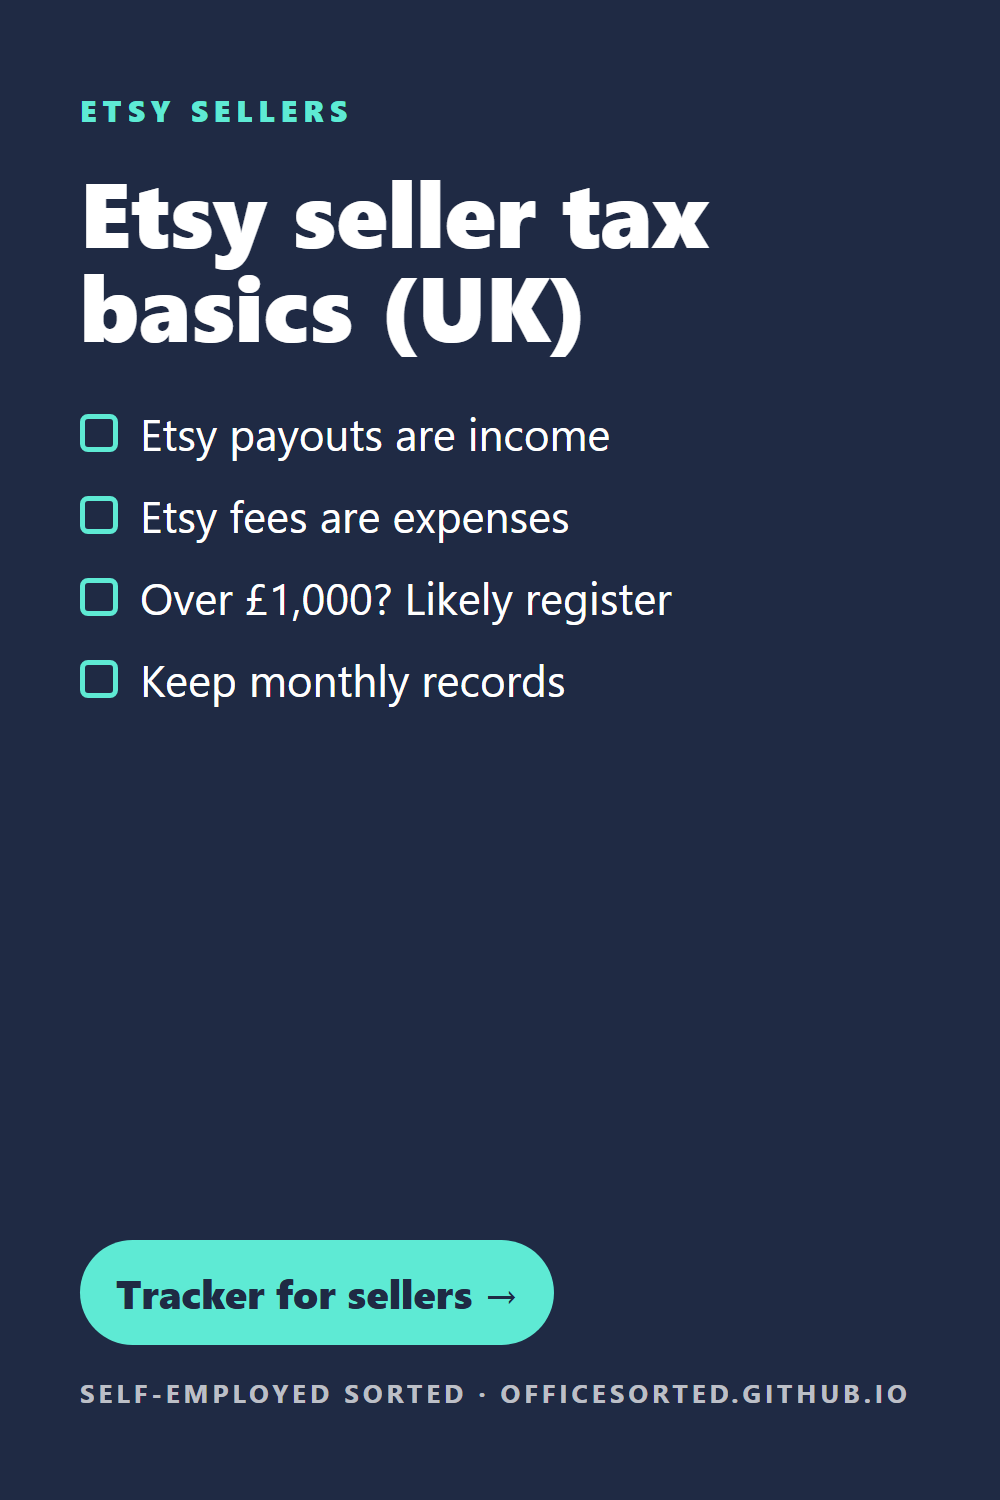 ETSY SELLERS
Etsy seller tax
basics (UK)
Etsy payouts are income
Etsy fees are expenses
Over £1,000? Likely register
Keep monthly records
Tracker for sellers →
SELF-EMPLOYED SORTED · OFFICESORTED.GITHUB.IO